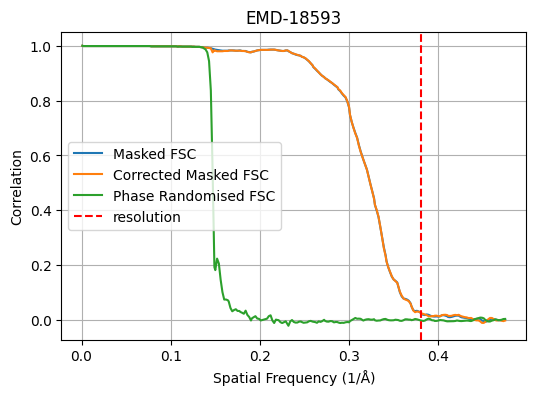 EMD-18593
1.0
0.8
0.6
0.4
0.2
0.0
Correlation
Masked FSC
Corrected Masked FSC
Phase Randomised FSC
resolution
0.0 0.1 0.2 0.3 0.4
Spatial Frequency (1/Å)